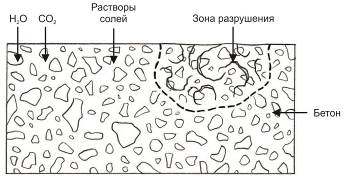 H₂O CO₂ Растворы
солей
Зона разрушения
Бетон